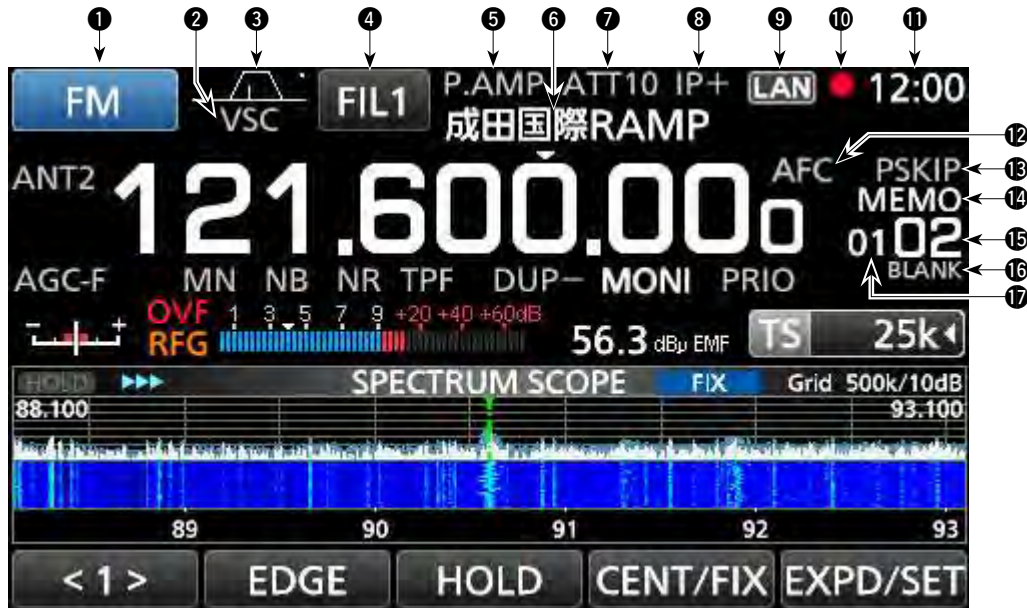 ❶ ❷ ❸ ❹ ❺ ❻ ❼ ❽ ❾ ❿ ⓫
FM VSC FIL1 P.AMP ATT10 IP+ LAN 12:00
成田国際RAMP
⓬
AFC PSKIP ⓭
ANT2 121.600.000 MEMO ⓮
01 02 ⓯
AGC-F MN NB NR TPF DUP− MONI PRIO BLANK ⓰
⓱
OVF 1 3 5 7 9 +20 +40 +60dB
RFG 56.3 dBμ EMF TS 25k
− +
HOLD SPECTRUM SCOPE FIX Grid 500k/10dB
88.100 93.100
89 90 91 92 93
< 1 > EDGE HOLD CENT/FIX EXPD/SET